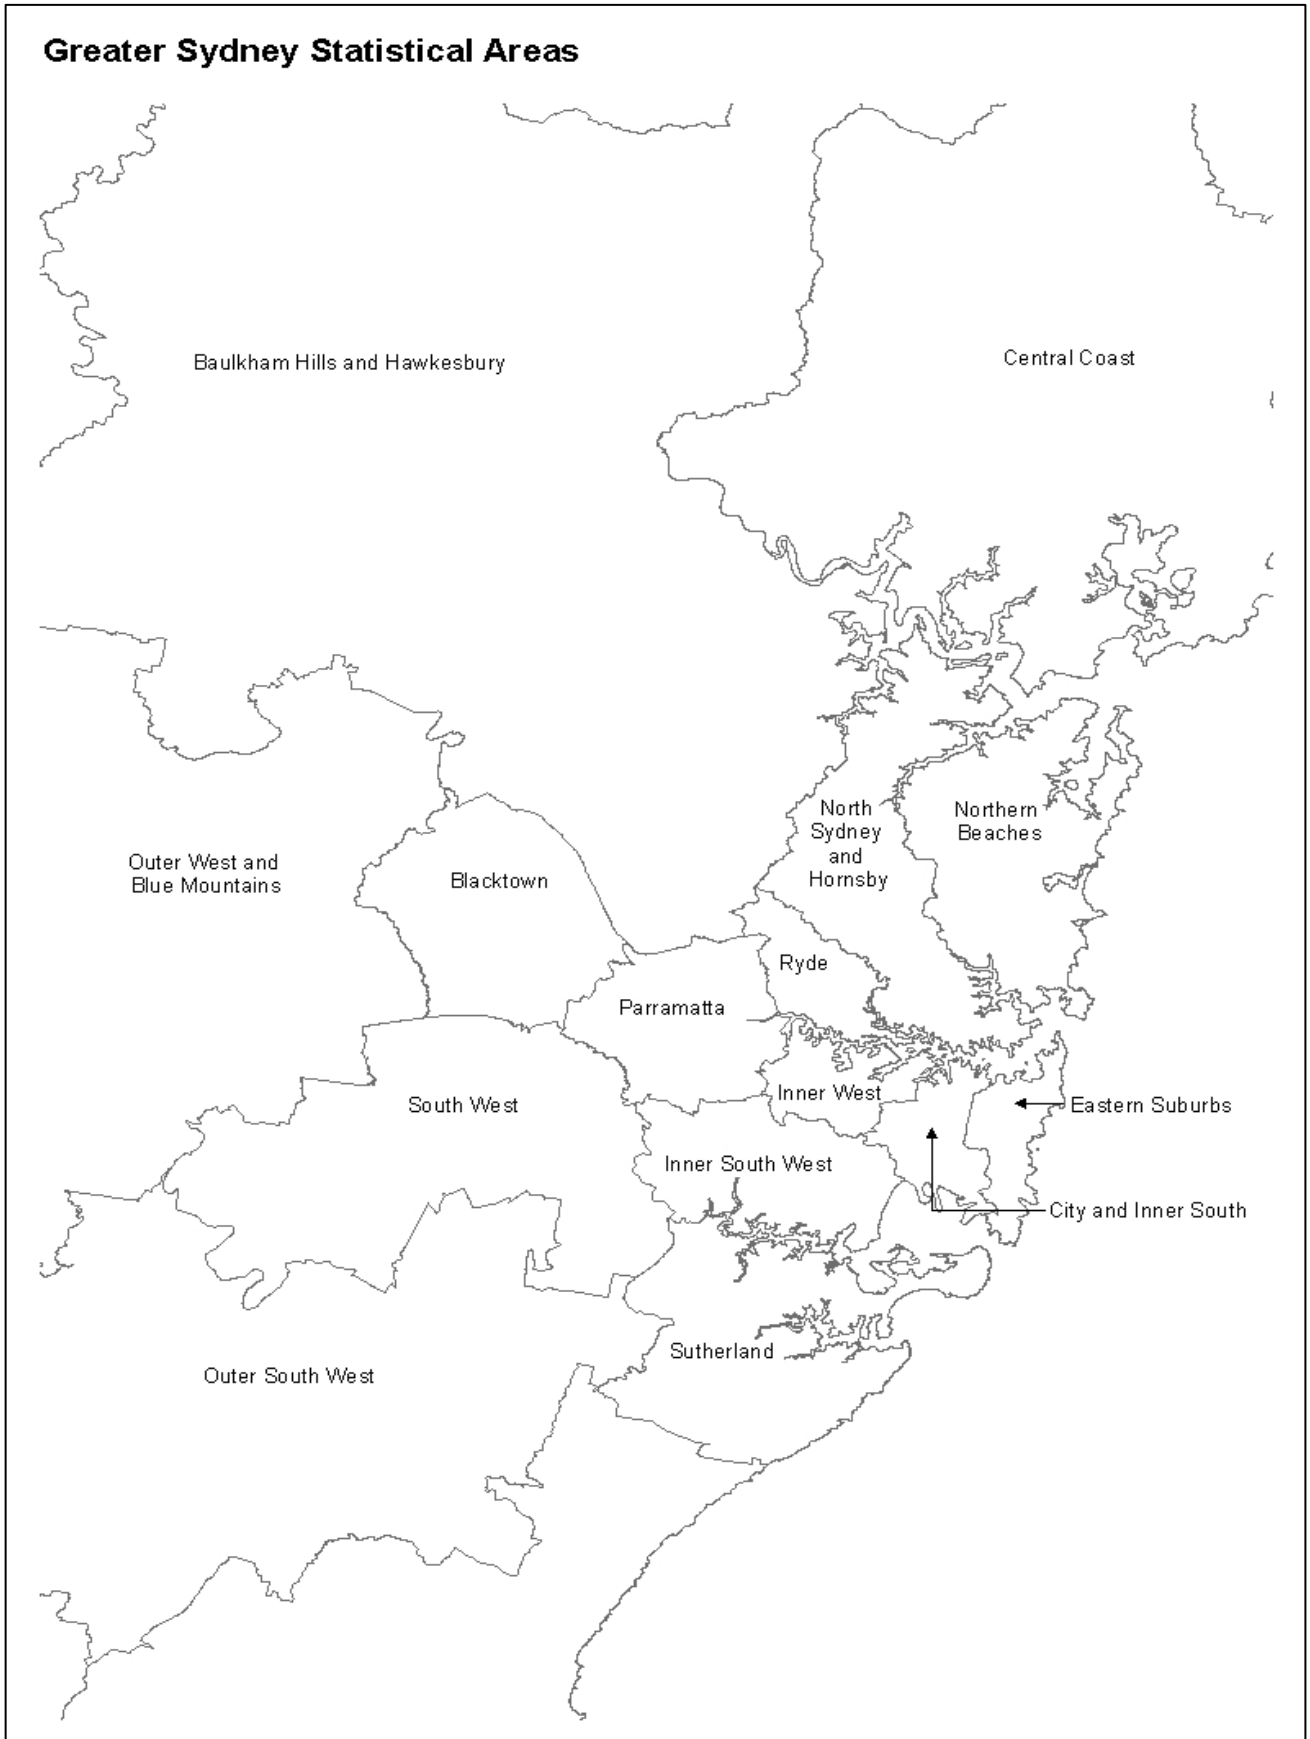 Greater Sydney Statistical Areas
Baulkham Hills and Hawkesbury
Central Coast
North
Sydney
and
Hornsby
Northern
Beaches
Outer West and
Blue Mountains
Blacktown
Ryde
Parramatta
Inner West
South West
Eastern Suburbs
Inner South West
City and Inner South
Sutherland
Outer South West